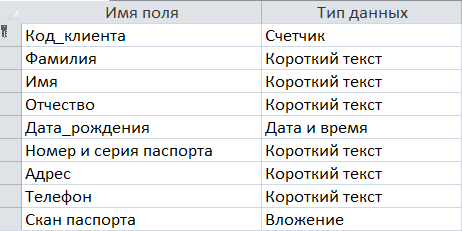 Имя поля Тип данных
Код_клиента Счетчик
Фамилия Короткий текст
Имя Короткий текст
Отчество Короткий текст
Дата_рождения Дата и время
Номер и серия паспорта Короткий текст
Адрес Короткий текст
Телефон Короткий текст
Скан паспорта Вложение